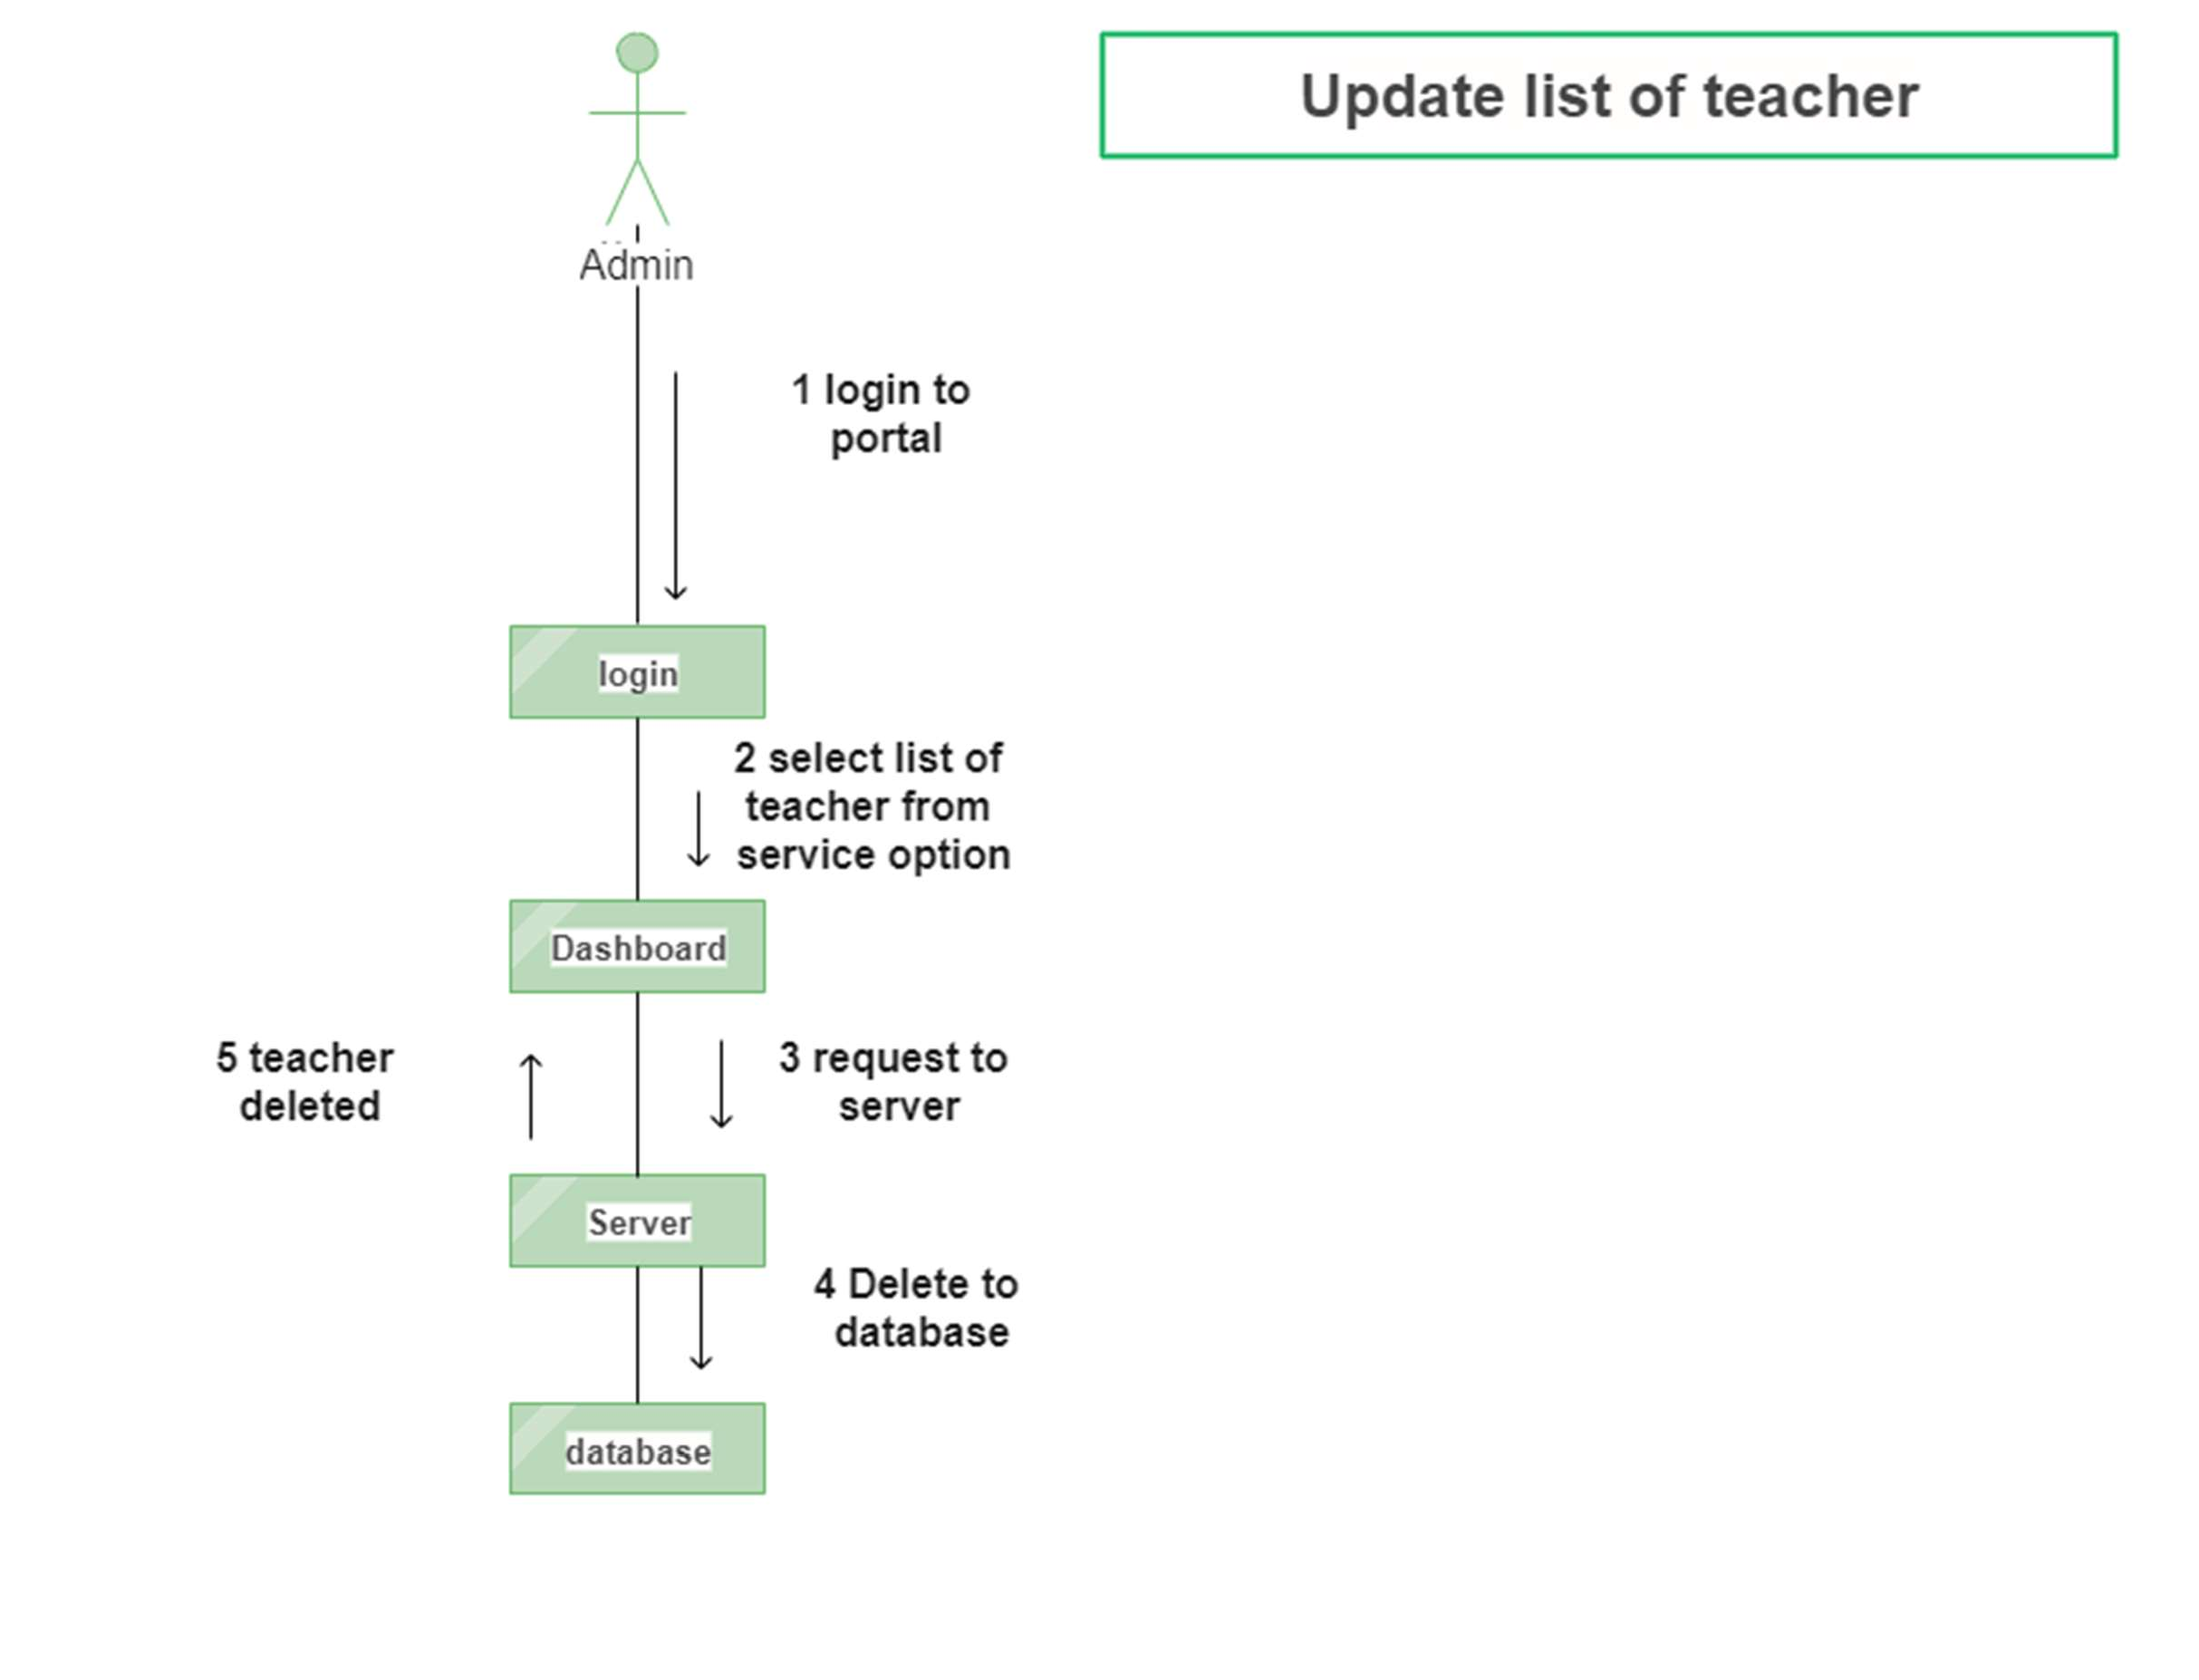 Update list of teacher
Admin
1 login to
portal
login
2 select list of
teacher from
service option
Dashboard
5 teacher
deleted
3 request to
server
Server
4 Delete to
database
database